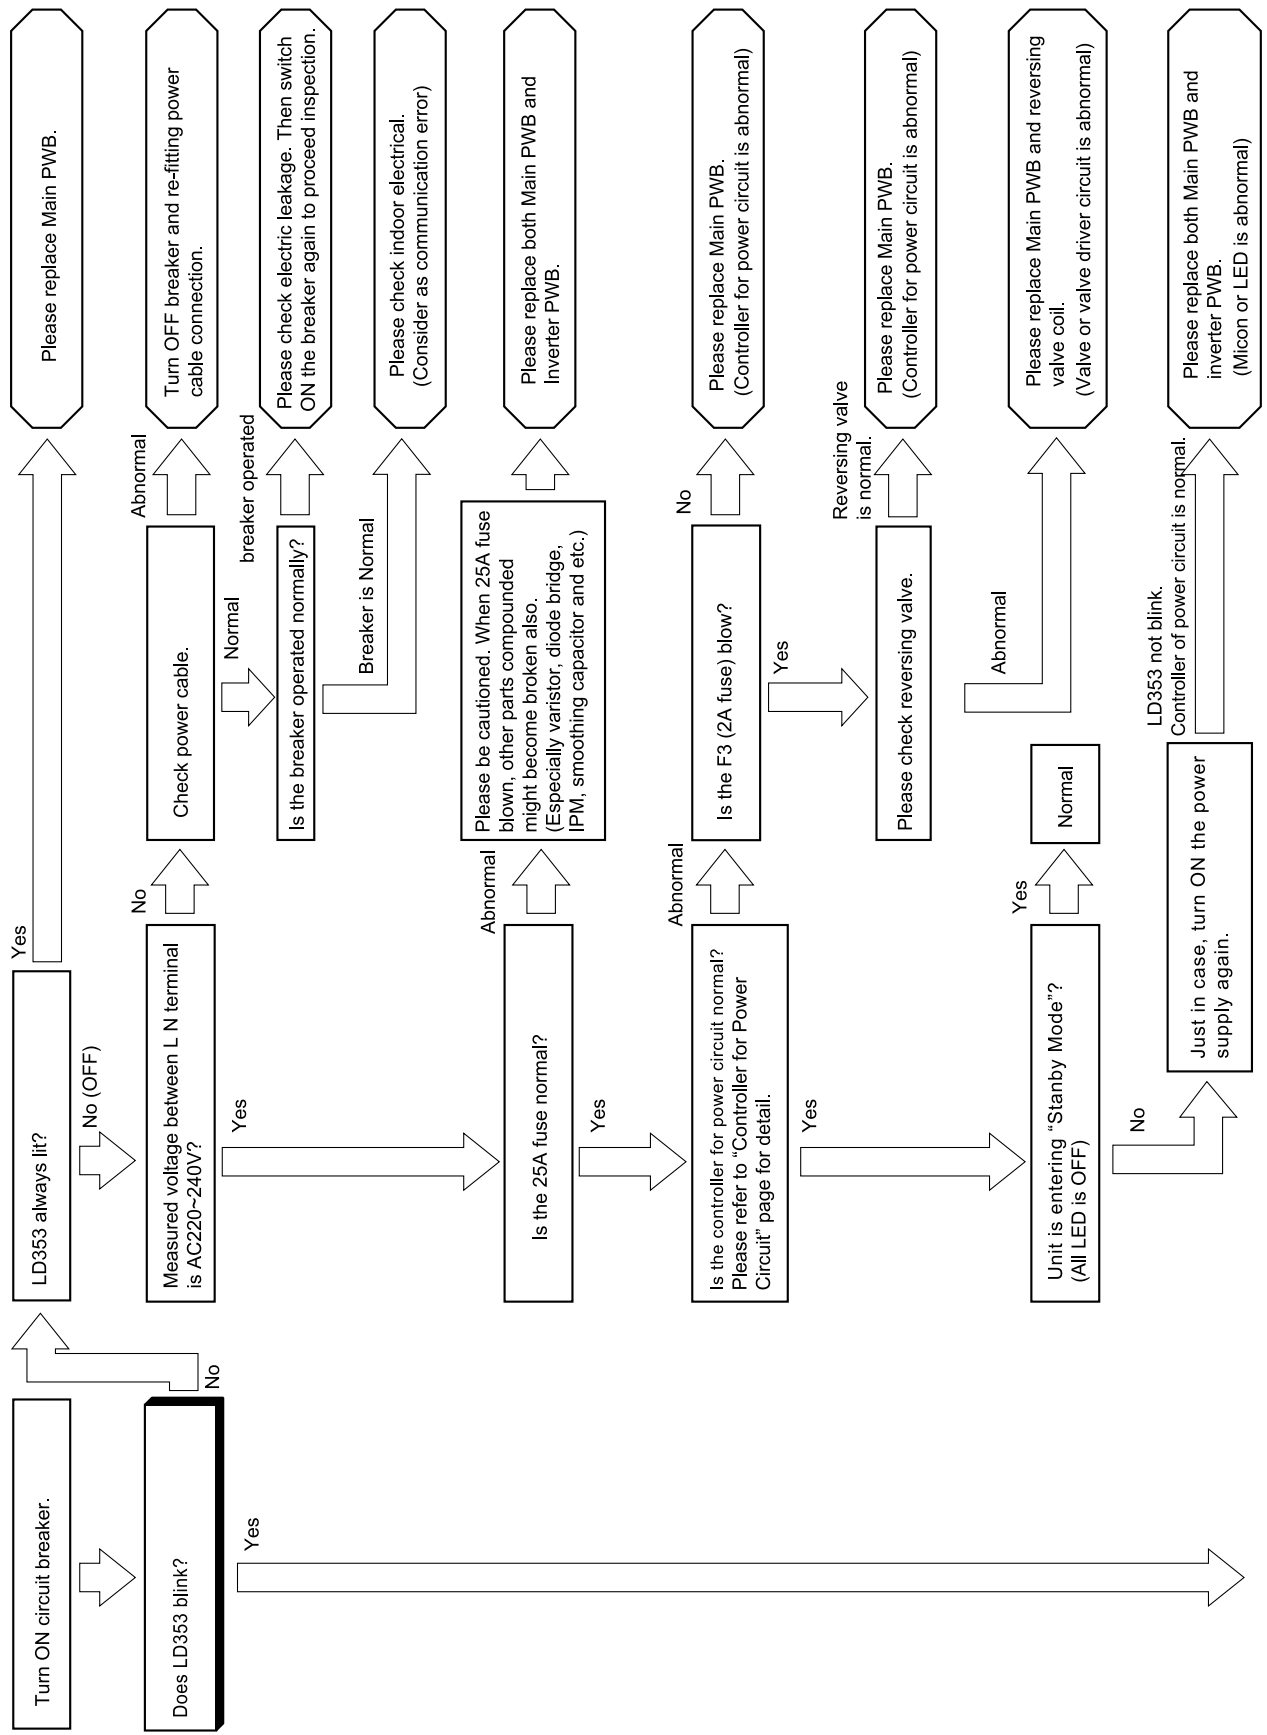 Turn ON circuit breaker.
Does LD353 blink?
Yes
No
LD353 always lit?
Yes
Please replace Main PWB.
No (OFF)
Measured voltage between L N terminal
is AC220~240V?
No
Check power cable.
Abnormal
Turn OFF breaker and re-fitting power
cable connection.
Normal
Is the breaker operated normally?
breaker operated
Please check electric leakage. Then switch
ON the breaker again to proceed inspection.
Breaker is Normal
Please check indoor electrical.
(Consider as communication error)
Yes
Is the 25A fuse normal?
Abnormal
Please be cautioned. When 25A fuse
blown, other parts compounded
might become broken also.
(Especially varistor, diode bridge,
IPM, smoothing capacitor and etc.)
Please replace both Main PWB and
Inverter PWB.
Yes
Is the controller for power circuit normal?
Please refer to “Controller for Power
Circuit” page for detail.
Abnormal
Is the F3 (2A fuse) blow?
No
Please replace Main PWB.
(Controller for power circuit is abnormal)
Yes
Please check reversing valve.
Reversing valve
is normal.
Please replace Main PWB.
(Controller for power circuit is abnormal)
Abnormal
Please replace Main PWB and reversing
valve coil.
(Valve or valve driver circuit is abnormal)
Yes
Unit is entering “Stanby Mode”?
(All LED is OFF)
Yes
Normal
No
Just in case, turn ON the power
supply again.
LD353 not blink.
Controller of power circuit is normal.
Please replace both Main PWB and
inverter PWB.
(Micon or LED is abnormal)